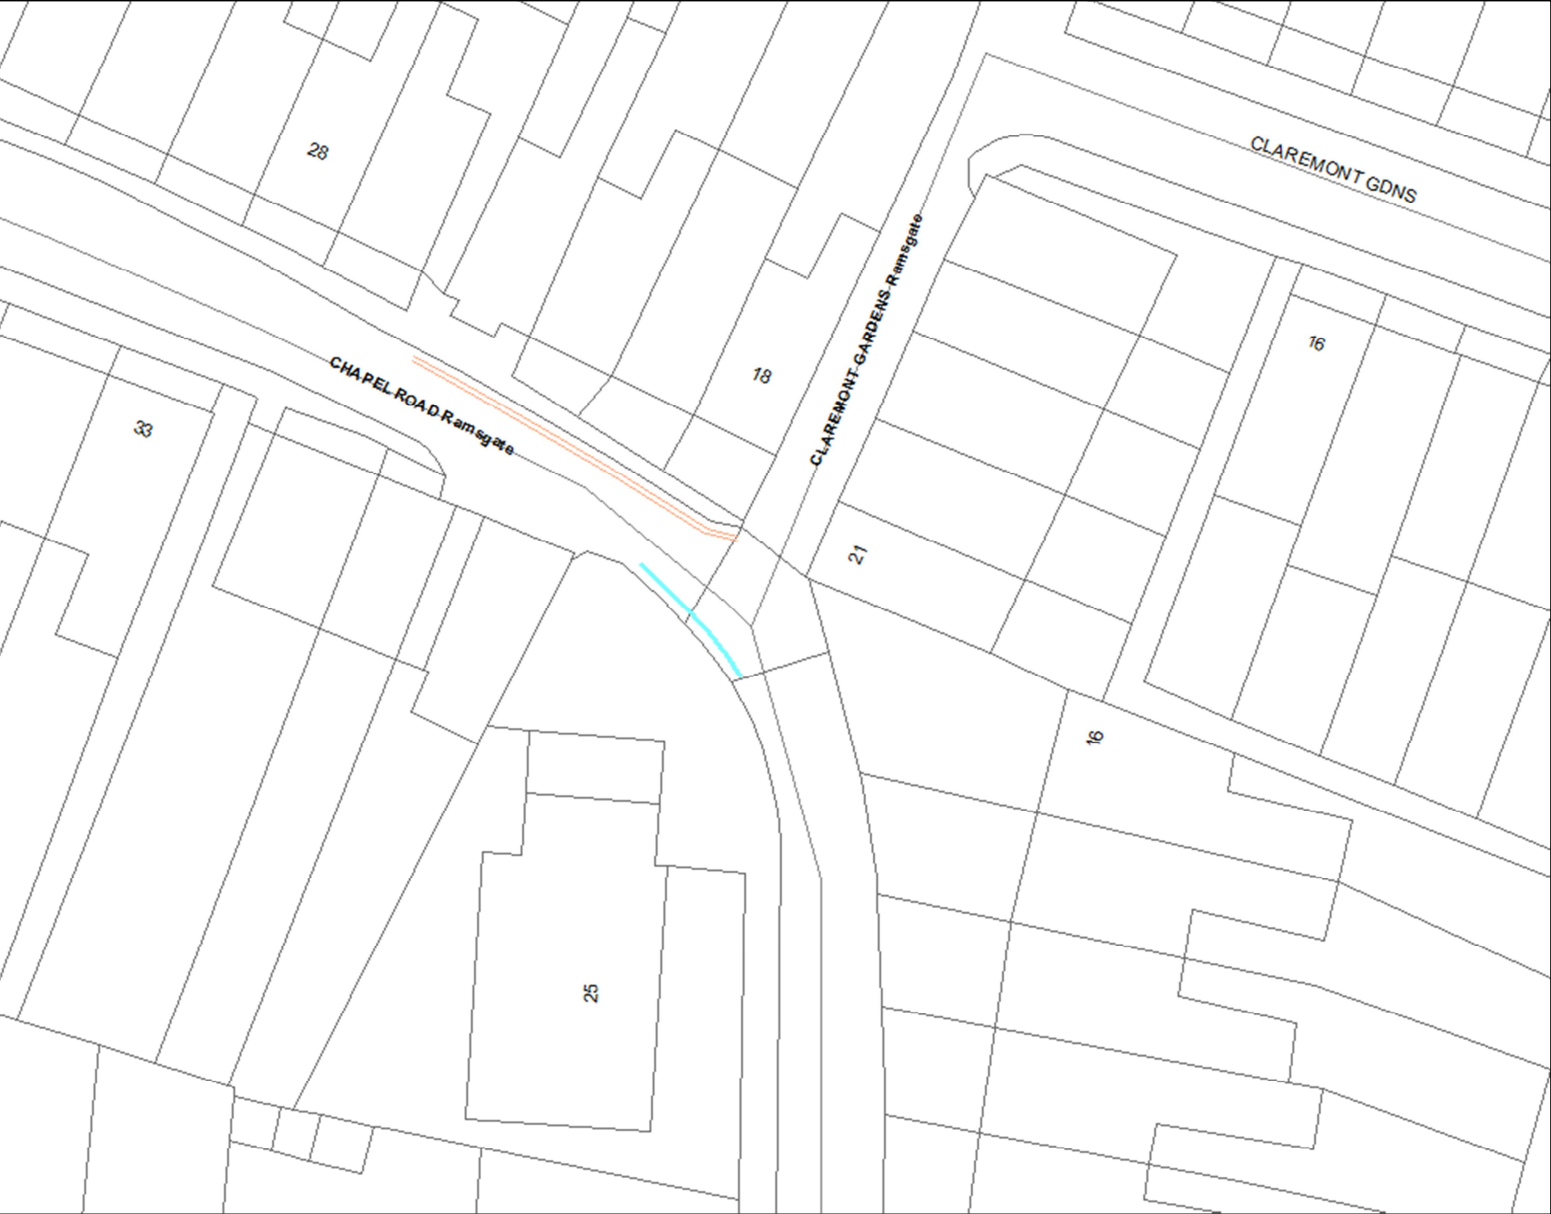 CLAREMONT GDNS
28
CLAREMONT GARDENS Ramsgate
16
18
CHAPEL ROAD Ramsgate
33
21
16
25